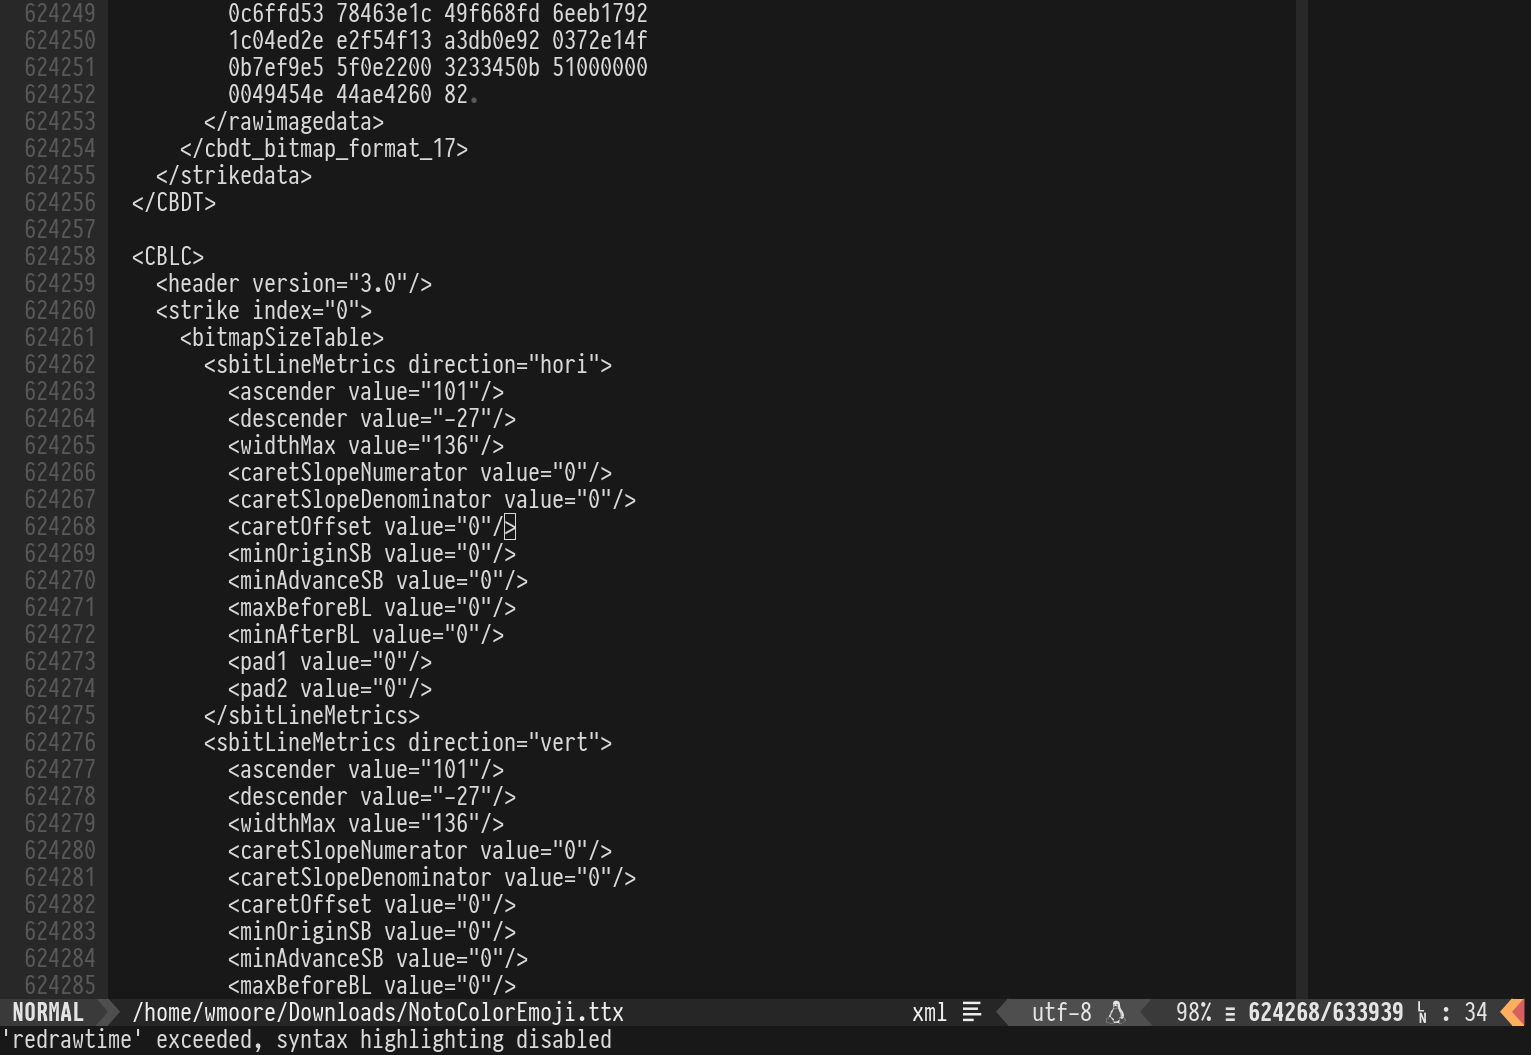 624249 0c6ffd53 78463e1c 49f668fd 6eeb1792
624250 1c04ed2e e2f54f13 a3db0e92 0372e14f
624251 0b7ef9e5 5f0e2200 3233450b 51000000
624252 0049454e 44ae4260 82.
624253 </rawimagedata>
624254 </cbdt_bitmap_format_17>
624255 </strikedata>
624256 </CBDT>
624257
624258 <CBLC>
624259 <header version="3.0"/>
624260 <strike index="0">
624261 <bitmapSizeTable>
624262 <sbitLineMetrics direction="hori">
624263 <ascender value="101"/>
624264 <descender value="-27"/>
624265 <widthMax value="136"/>
624266 <caretSlopeNumerator value="0"/>
624267 <caretSlopeDenominator value="0"/>
624268 <caretOffset value="0"/>
624269 <minOriginSB value="0"/>
624270 <minAdvanceSB value="0"/>
624271 <maxBeforeBL value="0"/>
624272 <minAfterBL value="0"/>
624273 <pad1 value="0"/>
624274 <pad2 value="0"/>
624275 </sbitLineMetrics>
624276 <sbitLineMetrics direction="vert">
624277 <ascender value="101"/>
624278 <descender value="-27"/>
624279 <widthMax value="136"/>
624280 <caretSlopeNumerator value="0"/>
624281 <caretSlopeDenominator value="0"/>
624282 <caretOffset value="0"/>
624283 <minOriginSB value="0"/>
624284 <minAdvanceSB value="0"/>
624285 <maxBeforeBL value="0"/>
NORMAL /home/wmoore/Downloads/NotoColorEmoji.ttx xml utf-8 98% ≡ 624268/633939 LN : 34
'redrawtime' exceeded, syntax highlighting disabled